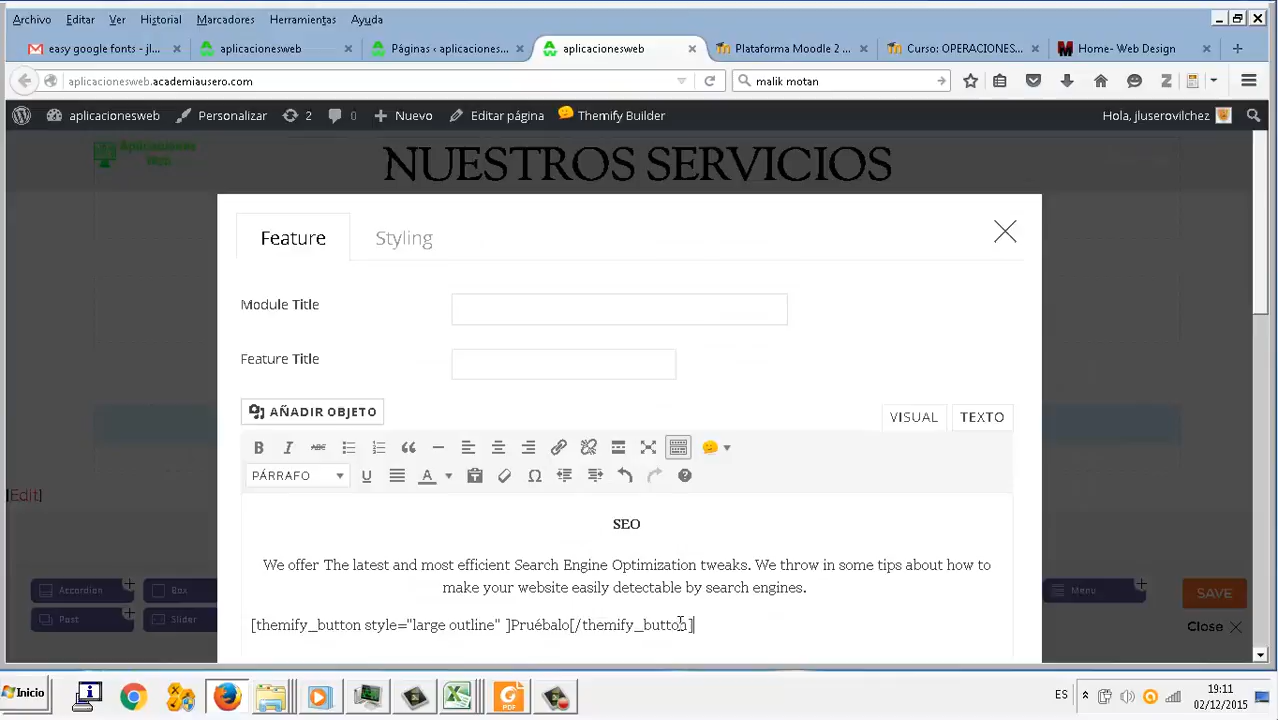 Archivo Editar Ver Historial Marcadores Herramientas Ayuda
easy google fonts - jl... aplicacionesweb Páginas ‹ aplicaciones... aplicacionesweb Plataforma Moodle 2 ... Curso: OPERACIONES... Home- Web Design
aplicacionesweb.academiausero.com malik motan
aplicacionesweb Personalizar 2 0 Nuevo Editar página Themify Builder Hola, jluserovilchez
Aplicaciones Web
NUESTROS SERVICIOS
Feature Styling
Module Title
Feature Title
AÑADIR OBJETO VISUAL TEXTO
PÁRRAFO
[Edit]
SEO
We offer The latest and most efficient Search Engine Optimization tweaks. We throw in some tips about how to
make your website easily detectable by search engines.
[themify_button style="large outline" ]Pruébalo[/themify_button]
Accordion Box Menu SAVE
Post Slider Close
Inicio PDF ES 19:11
02/12/2015